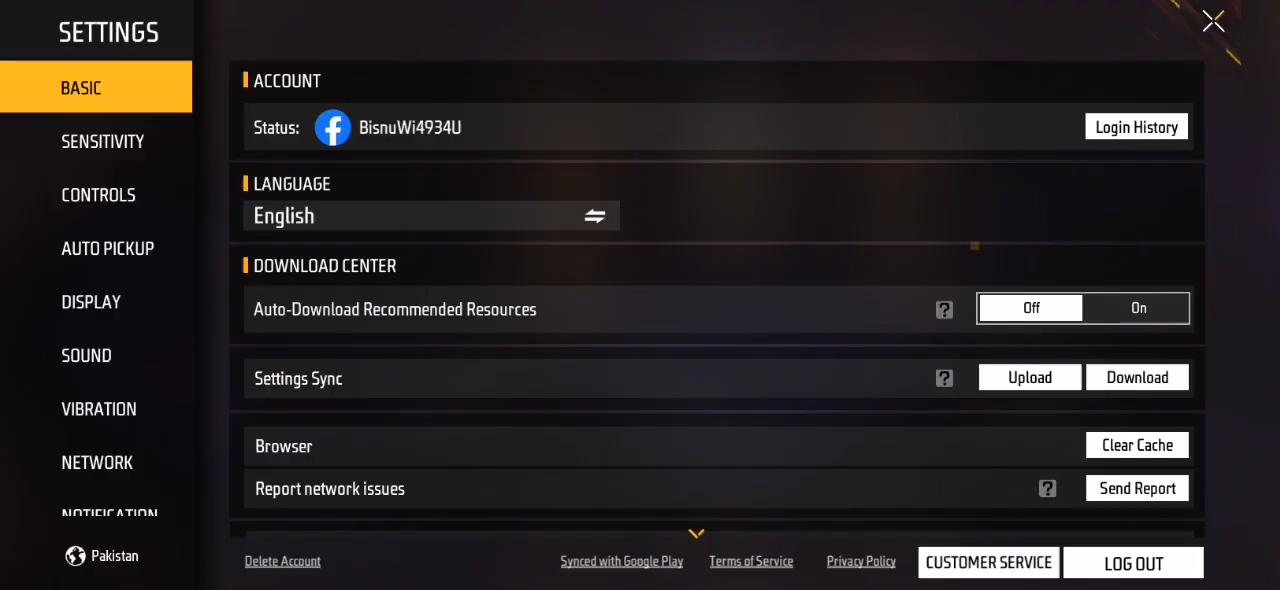 SETTINGS
BASIC
SENSITIVITY
CONTROLS
AUTO PICKUP
DISPLAY
SOUND
VIBRATION
NETWORK
NOTIFICATION
Pakistan
ACCOUNT
Status: BisnuWi4934U Login History
LANGUAGE
English
DOWNLOAD CENTER
Auto-Download Recommended Resources ? Off On
Settings Sync ? Upload Download
Browser Clear Cache
Report network issues ? Send Report
Delete Account Synced with Google Play Terms of Service Privacy Policy CUSTOMER SERVICE LOG OUT